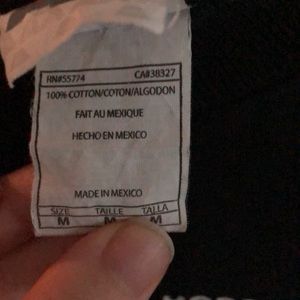 RN#55774 CA#38327
100% COTTON/COTON/ALGODON
FAIT AU MEXIQUE
HECHO EN MEXICO
MADE IN MEXICO
SIZE TAILLE TALLA
M M M